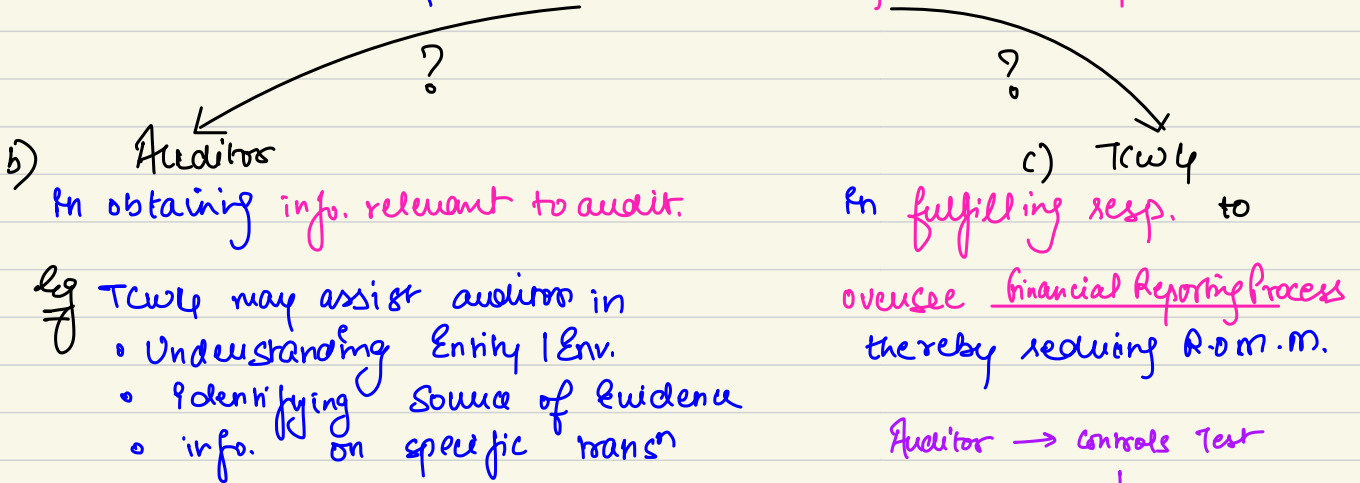 ?
?
b) Auditor
c) TCWG
In obtaining info. relevant to audit.
In fulfilling resp. to
eg TCWG may assist auditor in
oversee Financial Reporting Process
• Understanding Entity / Env.
thereby reducing R.O.M.M.
• Identifying Source of Evidence
• info. on specific transⁿ
Auditor → Controls Test